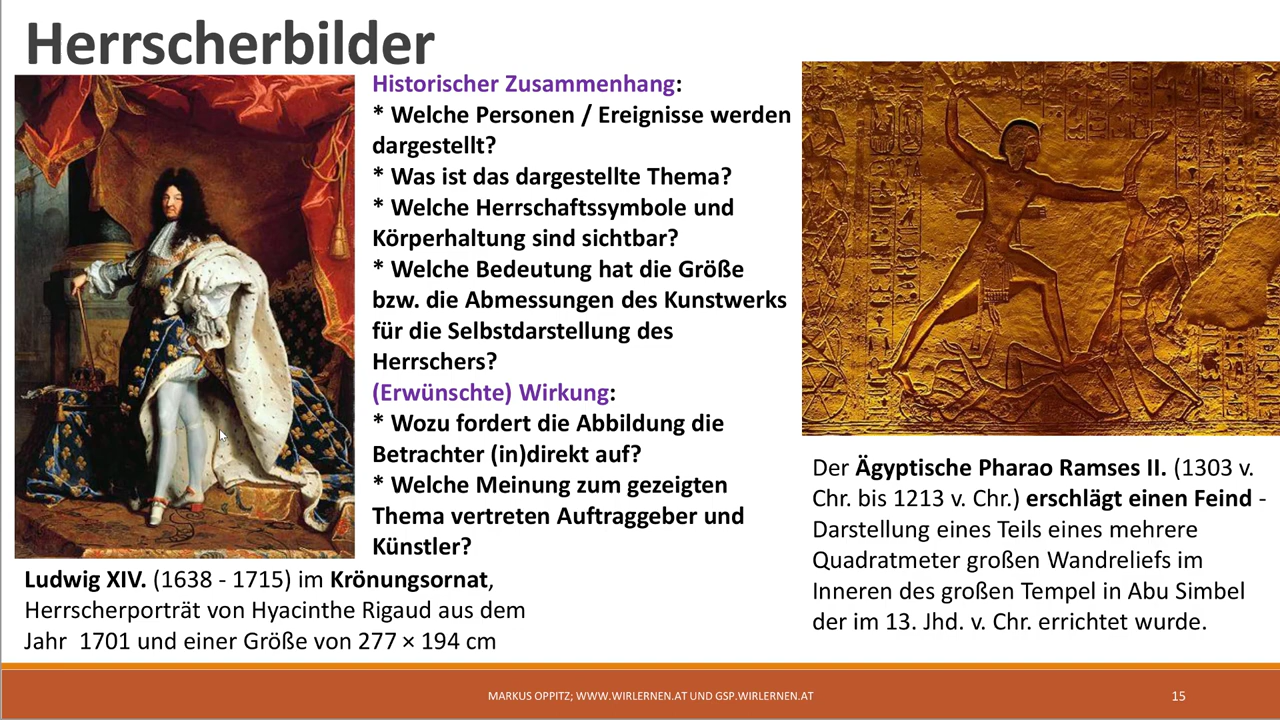 Herrscherbilder
Historischer Zusammenhang:
* Welche Personen / Ereignisse werden
dargestellt?
* Was ist das dargestellte Thema?
* Welche Herrschaftssymbole und
Körperhaltung sind sichtbar?
* Welche Bedeutung hat die Größe
bzw. die Abmessungen des Kunstwerks
für die Selbstdarstellung des
Herrschers?
(Erwünschte) Wirkung:
* Wozu fordert die Abbildung die
Betrachter (in)direkt auf?
* Welche Meinung zum gezeigten
Thema vertreten Auftraggeber und
Künstler?
Ludwig XIV. (1638 - 1715) im Krönungsornat,
Herrscherporträt von Hyacinthe Rigaud aus dem
Jahr 1701 und einer Größe von 277 × 194 cm
Der Ägyptische Pharao Ramses II. (1303 v.
Chr. bis 1213 v. Chr.) erschlägt einen Feind -
Darstellung eines Teils eines mehrere
Quadratmeter großen Wandreliefs im
Inneren des großen Tempel in Abu Simbel
der im 13. Jhd. v. Chr. errichtet wurde.
MARKUS OPPITZ; WWW.WIRLERNEN.AT UND GSP.WIRLERNEN.AT
15